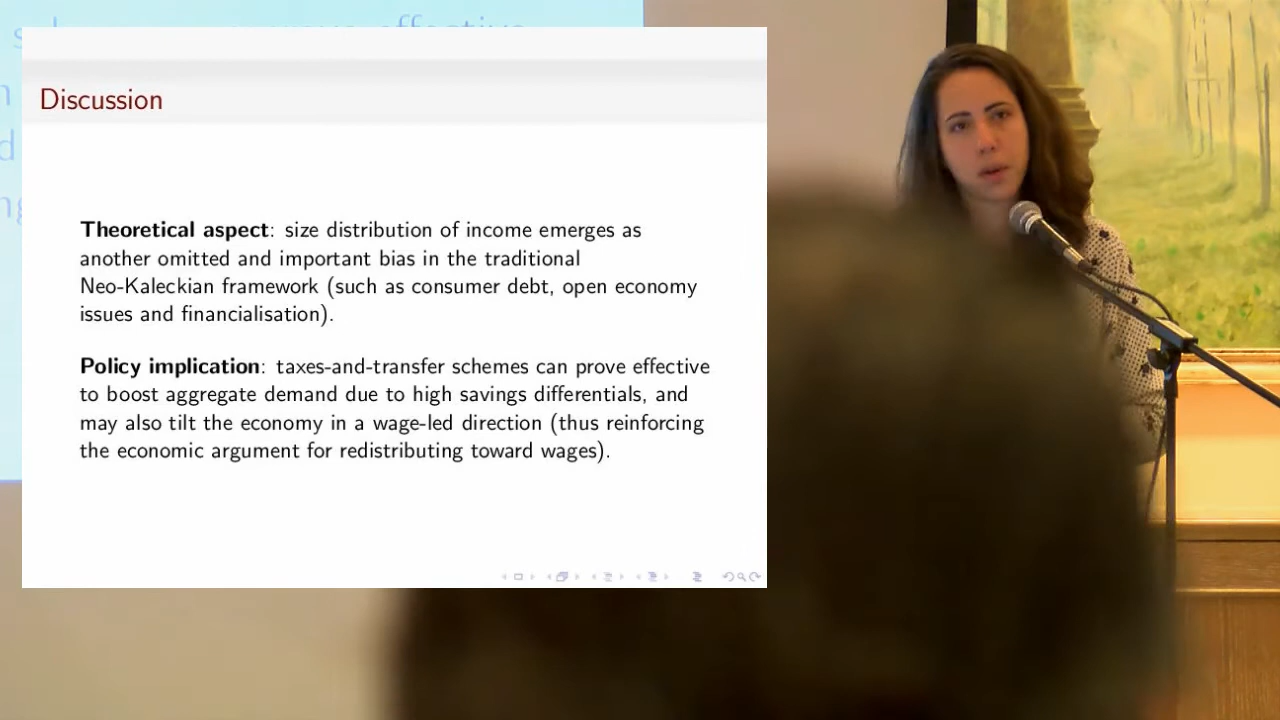 Discussion
Theoretical aspect: size distribution of income emerges as
another omitted and important bias in the traditional
Neo-Kaleckian framework (such as consumer debt, open economy
issues and financialisation).
Policy implication: taxes-and-transfer schemes can prove effective
to boost aggregate demand due to high savings differentials, and
may also tilt the economy in a wage-led direction (thus reinforcing
the economic argument for redistributing toward wages).